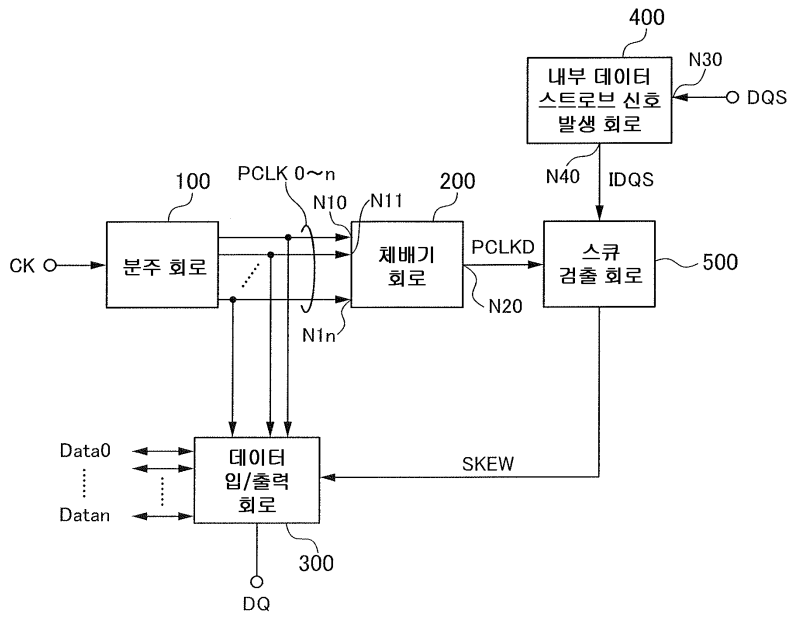 400
내부 데이터
스트로브 신호
발생 회로
N30
DQS
N40
IDQS
100
PCLK 0~n
N10
N11
200
CK
분주 회로
체배기
회로
PCLKD
스큐
검출 회로
500
N20
N1n
Data0
Datan
데이터
입/출력
회로
SKEW
300
DQ